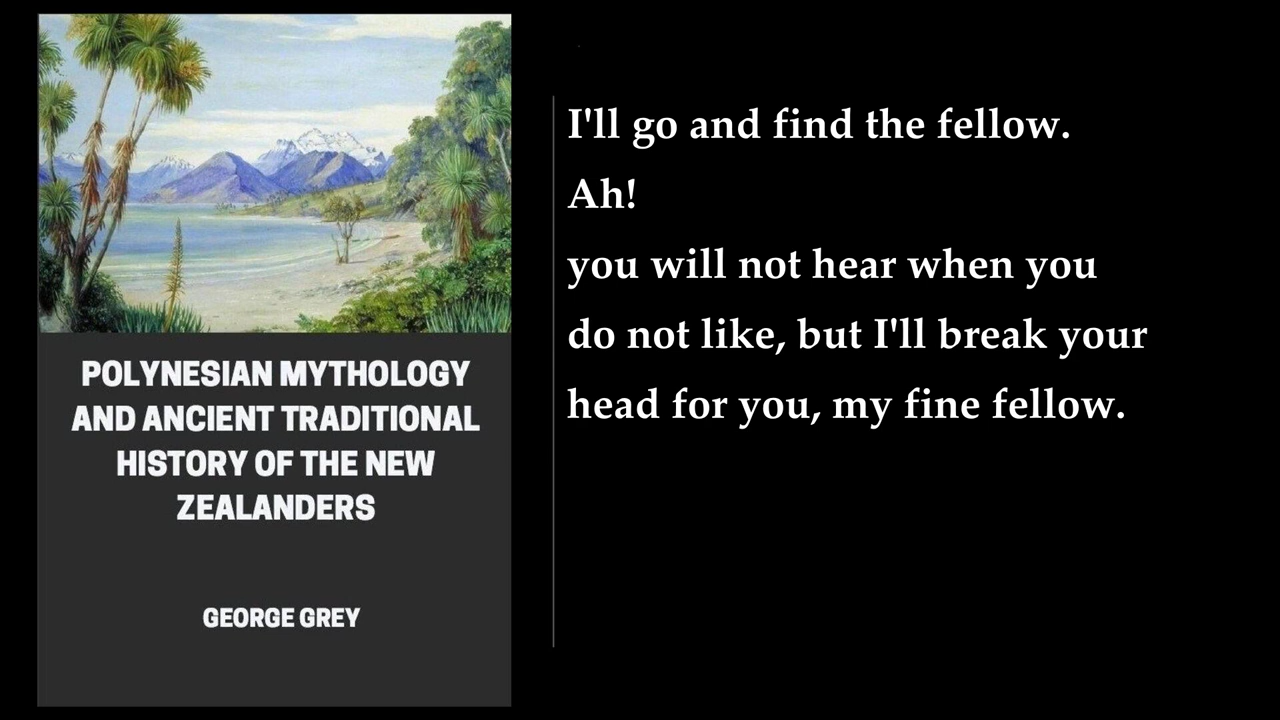 POLYNESIAN MYTHOLOGY
AND ANCIENT TRADITIONAL
HISTORY OF THE NEW
ZEALANDERS
GEORGE GREY
I'll go and find the fellow.
Ah!
you will not hear when you
do not like, but I'll break your
head for you, my fine fellow.